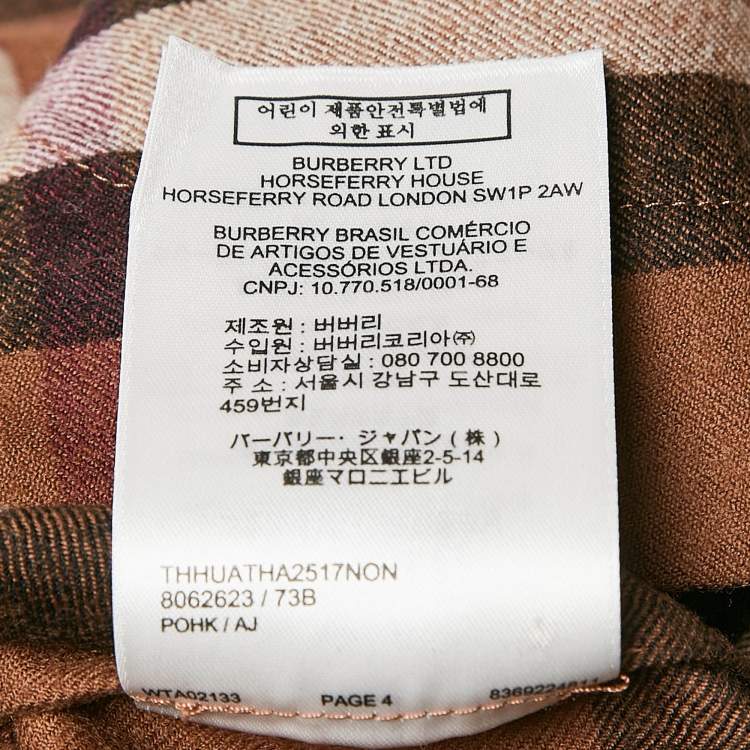 어린이 제품안전특별법에
의한 표시
BURBERRY LTD
HORSEFERRY HOUSE
HORSEFERRY ROAD LONDON SW1P 2AW
BURBERRY BRASIL COMÉRCIO
DE ARTIGOS DE VESTUÁRIO E
ACESSÓRIOS LTDA.
CNPJ: 10.770.518/0001-68
제조원 : 버버리
수입원 : 버버리코리아㈜
소비자상담실 : 080 700 8800
주 소 : 서울시 강남구 도산대로
459번지
バーバリー・ジャパン ( 株 )
東京都中央区銀座2-5-14
銀座マロニエビル
THHUATHA2517NON
8062623 / 73B
POHK / AJ
WTA02133 PAGE 4